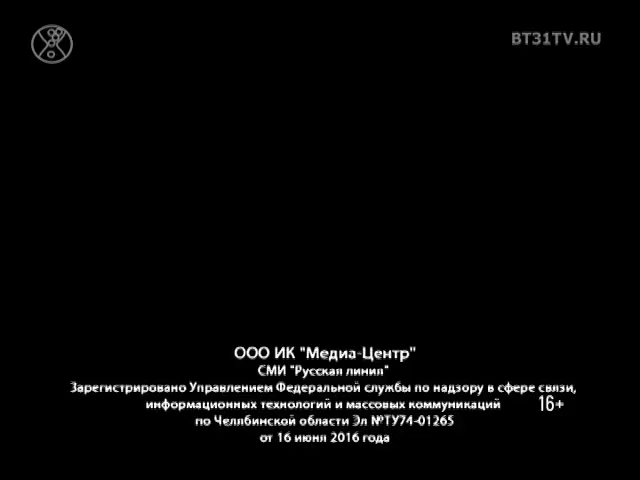 BT31TV.RU
ООО ИК "Медиа-Центр"
СМИ "Русская линия"
Зарегистрировано Управлением Федеральной службы по надзору в сфере связи,
информационных технологий и массовых коммуникаций
16+
по Челябинской области Эл №ТУ74-01265
от 16 июня 2016 года